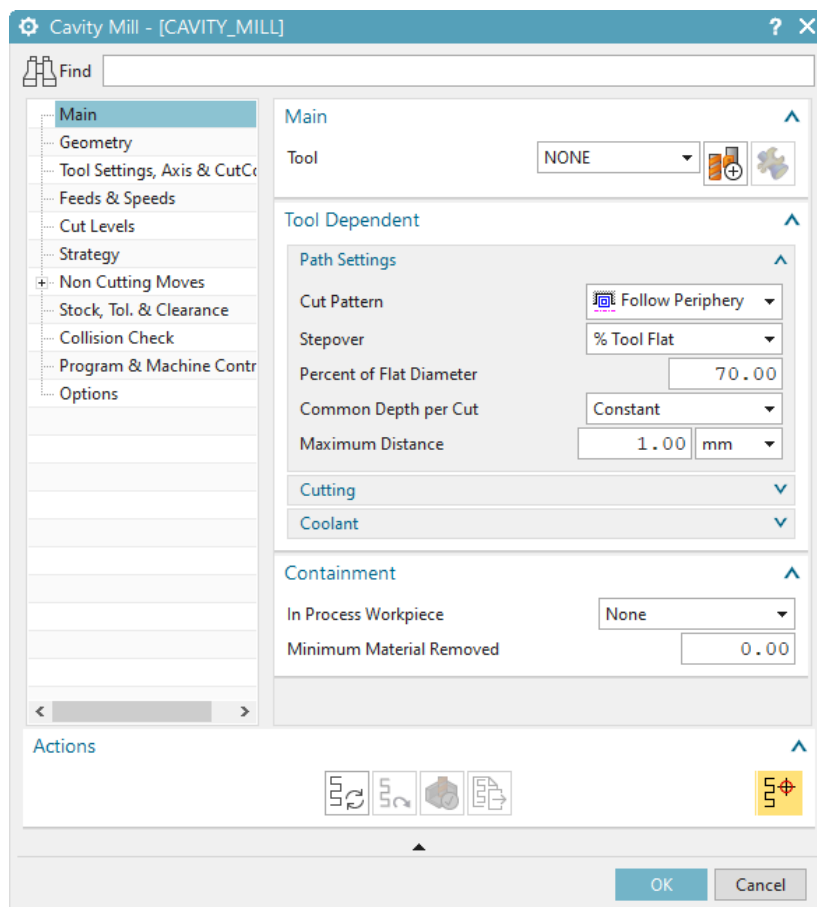 Cavity Mill - [CAVITY_MILL]
?
Find
Main
Geometry
Tool Settings, Axis & CutCo
Feeds & Speeds
Cut Levels
Strategy
Non Cutting Moves
Stock, Tol. & Clearance
Collision Check
Program & Machine Contr
Options
Main
Tool NONE
Tool Dependent
Path Settings
Cut Pattern Follow Periphery
Stepover % Tool Flat
Percent of Flat Diameter 70.00
Common Depth per Cut Constant
Maximum Distance 1.00 mm
Cutting
Coolant
Containment
In Process Workpiece None
Minimum Material Removed 0.00
Actions
OK Cancel